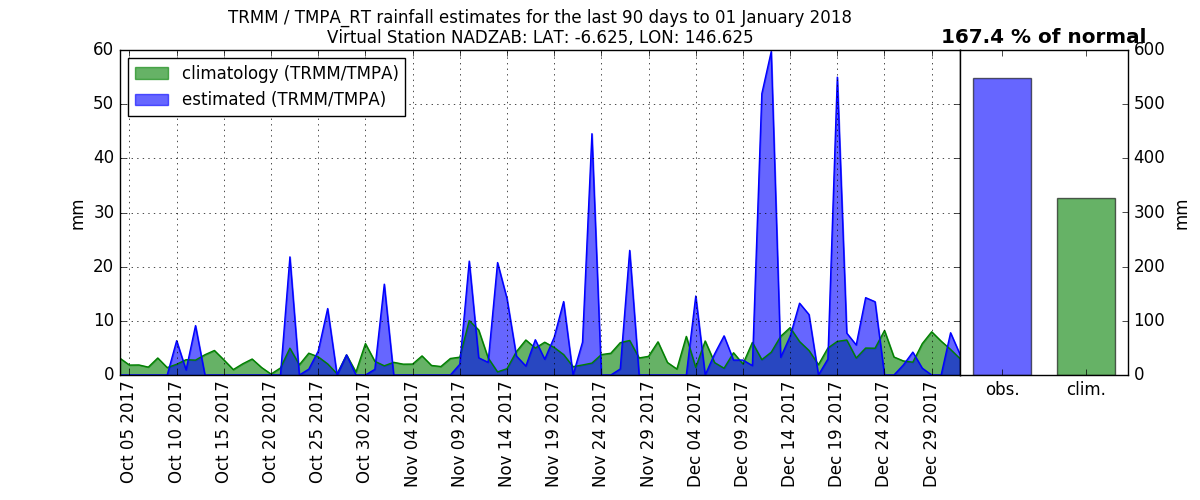 TRMM / TMPA_RT rainfall estimates for the last 90 days to 01 January 2018
Virtual Station NADZAB: LAT: -6.625, LON: 146.625
167.4 % of normal
climatology (TRMM/TMPA)
estimated (TRMM/TMPA)
60
50
40
30
20
10
0
mm
Oct 05 2017
Oct 10 2017
Oct 15 2017
Oct 20 2017
Oct 25 2017
Oct 30 2017
Nov 04 2017
Nov 09 2017
Nov 14 2017
Nov 19 2017
Nov 24 2017
Nov 29 2017
Dec 04 2017
Dec 09 2017
Dec 14 2017
Dec 19 2017
Dec 24 2017
Dec 29 2017
600
500
400
300
200
100
0
mm
obs.
clim.